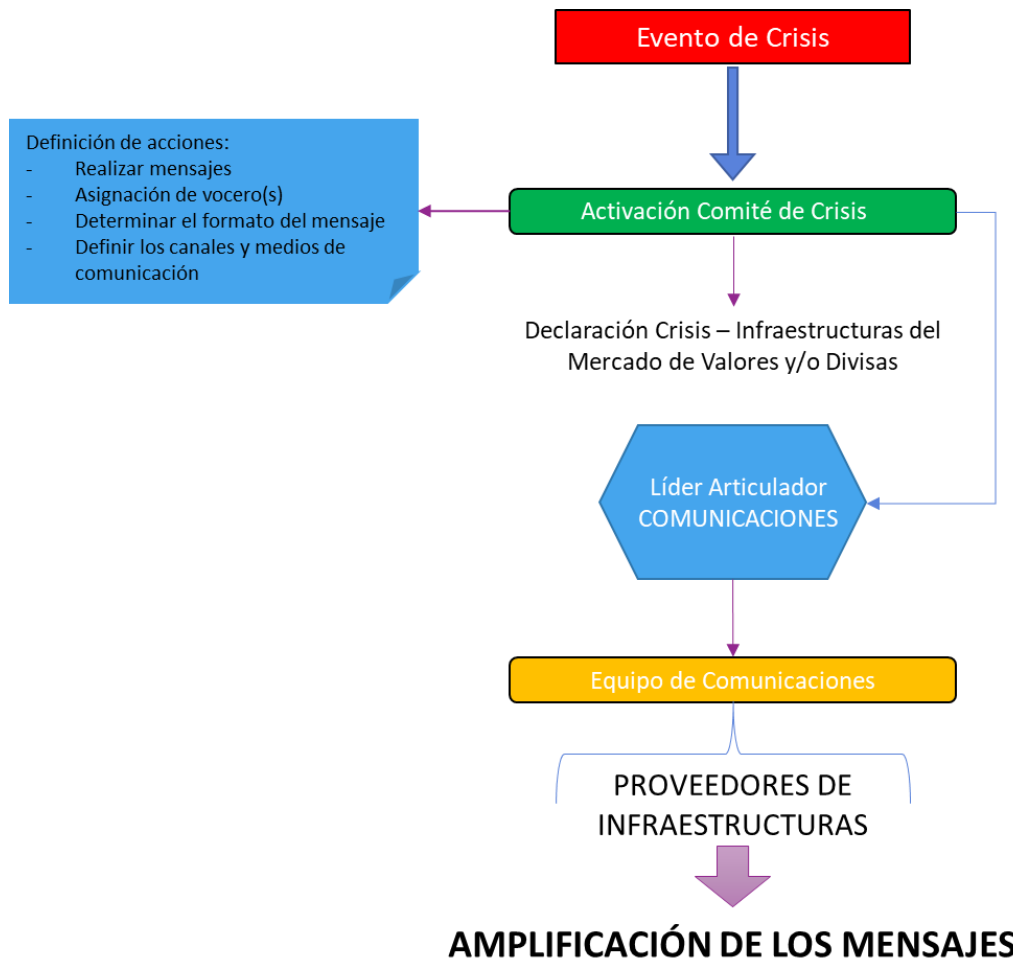 Evento de Crisis
Definición de acciones:
- Realizar mensajes
- Asignación de vocero(s)
- Determinar el formato del mensaje
- Definir los canales y medios de
comunicación
Activación Comité de Crisis
Declaración Crisis – Infraestructuras del
Mercado de Valores y/o Divisas
Líder Articulador
COMUNICACIONES
Equipo de Comunicaciones
PROVEEDORES DE
INFRAESTRUCTURAS
AMPLIFICACIÓN DE LOS MENSAJES